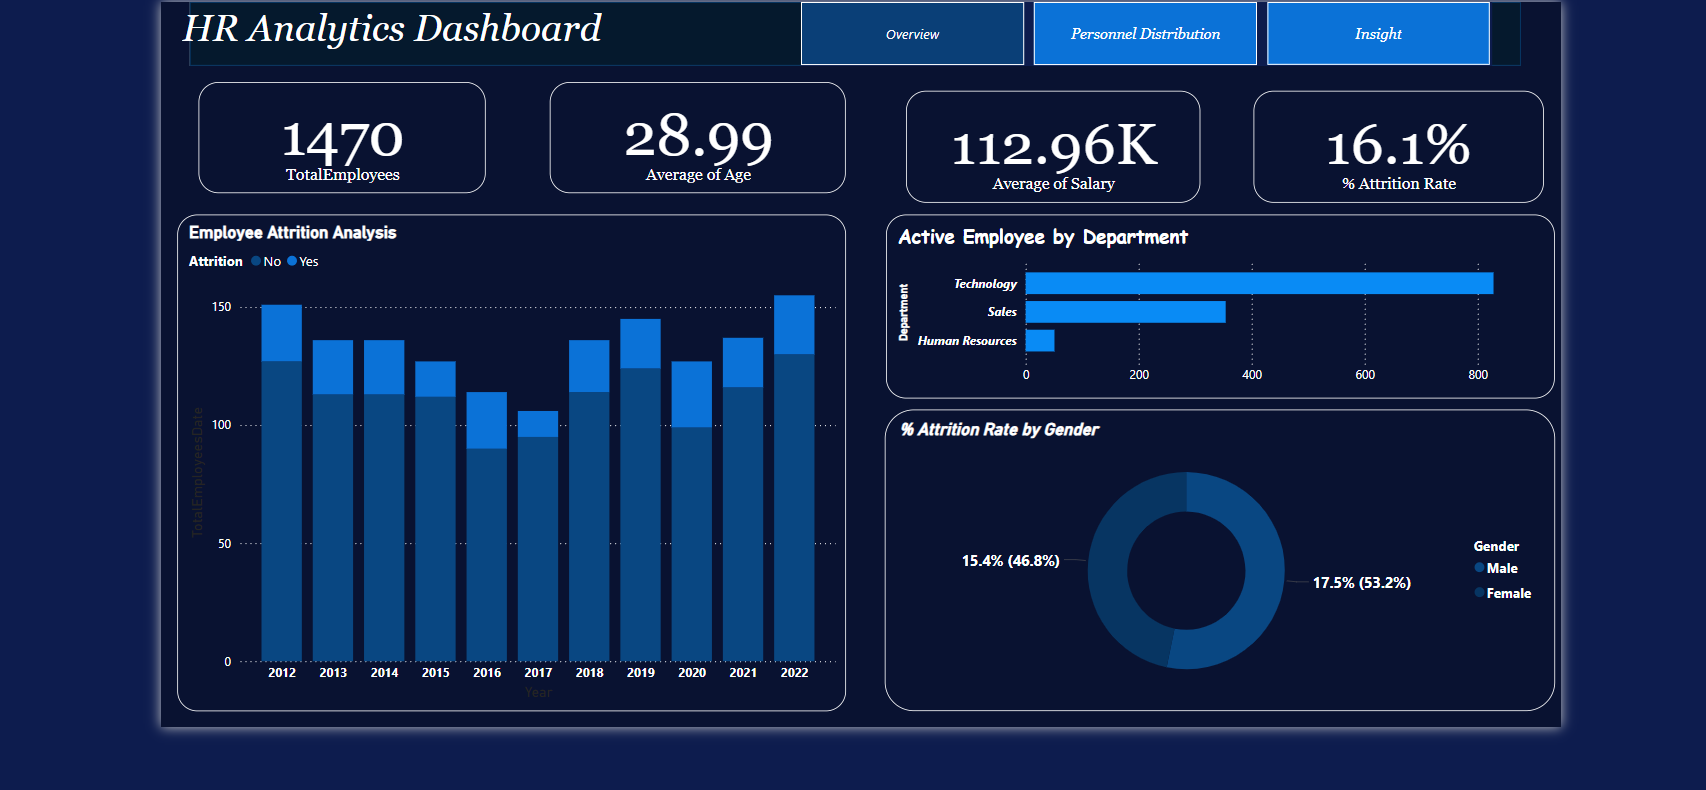 HR Analytics Dashboard
Overview
Personnel Distribution
Insight
1470
TotalEmployees
28.99
Average of Age
112.96K
Average of Salary
16.1%
% Attrition Rate
Employee Attrition Analysis
Attrition No Yes
150
100
50
0
TotalEmployeesDate
2012 2013 2014 2015 2016 2017 2018 2019 2020 2021 2022
Year
Active Employee by Department
Department
Technology
Sales
Human Resources
0 200 400 600 800
% Attrition Rate by Gender
15.4% (46.8%)
17.5% (53.2%)
Gender
Male
Female